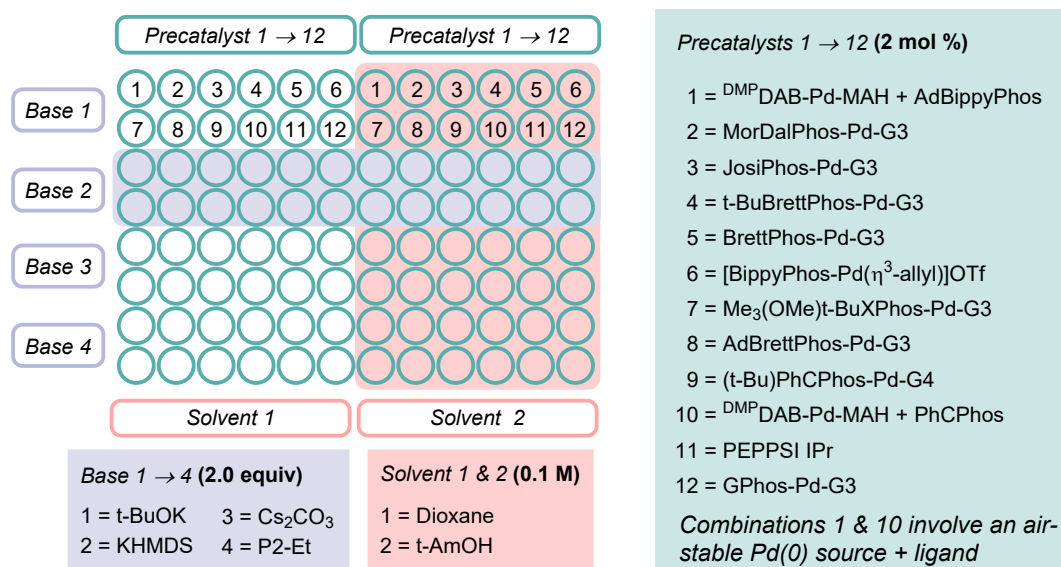 Precatalyst 1 → 12 Precatalyst 1 → 12
Base 1
1 2 3 4 5 6 1 2 3 4 5 6
7 8 9 10 11 12 7 8 9 10 11 12
Base 2
Base 3
Base 4
Solvent 1 Solvent 2
Base 1 → 4 (2.0 equiv)
1 = t-BuOK 3 = Cs₂CO₃
2 = KHMDS 4 = P2-Et
Solvent 1 & 2 (0.1 M)
1 = Dioxane
2 = t-AmOH
Precatalysts 1 → 12 (2 mol %)
1 = ᴰᴹᴾDAB-Pd-MAH + AdBippyPhos
2 = MorDalPhos-Pd-G3
3 = JosiPhos-Pd-G3
4 = t-BuBrettPhos-Pd-G3
5 = BrettPhos-Pd-G3
6 = [BippyPhos-Pd(η³-allyl)]OTf
7 = Me₃(OMe)t-BuXPhos-Pd-G3
8 = AdBrettPhos-Pd-G3
9 = (t-Bu)PhCPhos-Pd-G4
10 = ᴰᴹᴾDAB-Pd-MAH + PhCPhos
11 = PEPPSI IPr
12 = GPhos-Pd-G3
Combinations 1 & 10 involve an air-
stable Pd(0) source + ligand